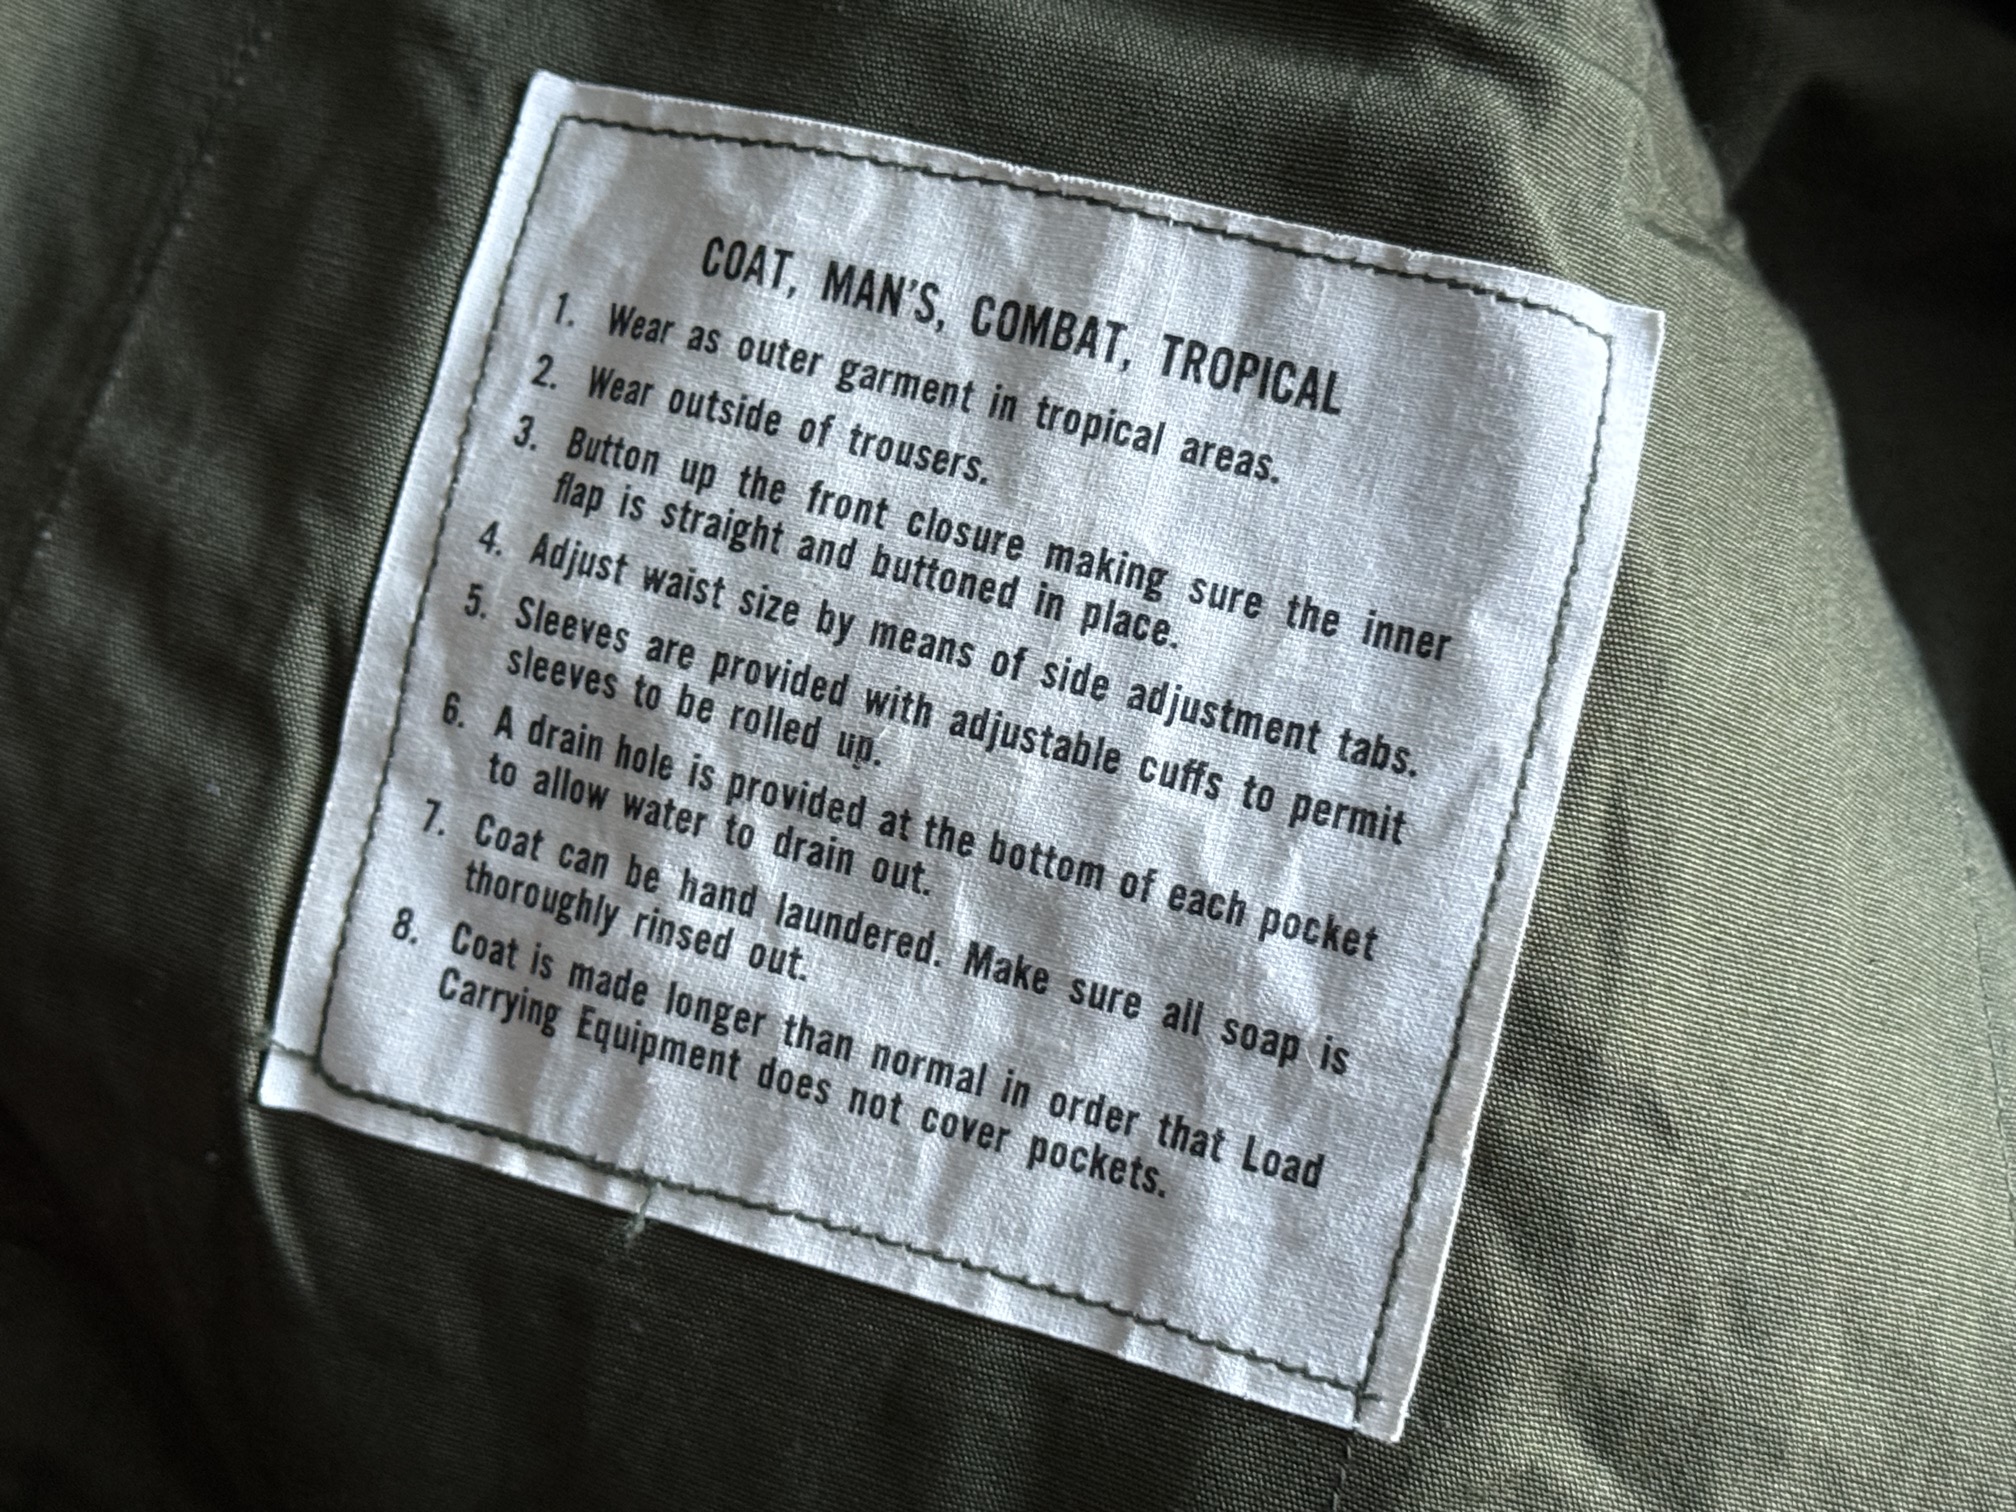 COAT, MAN'S, COMBAT, TROPICAL
1. Wear as outer garment in tropical areas.
2. Wear outside of trousers.
3. Button up the front closure making sure the inner
flap is straight and buttoned in place.
4. Adjust waist size by means of side adjustment tabs.
5. Sleeves are provided with adjustable cuffs to permit
sleeves to be rolled up.
6. A drain hole is provided at the bottom of each pocket
to allow water to drain out.
7. Coat can be hand laundered. Make sure all soap is
thoroughly rinsed out.
8. Coat is made longer than normal in order that Load
Carrying Equipment does not cover pockets.